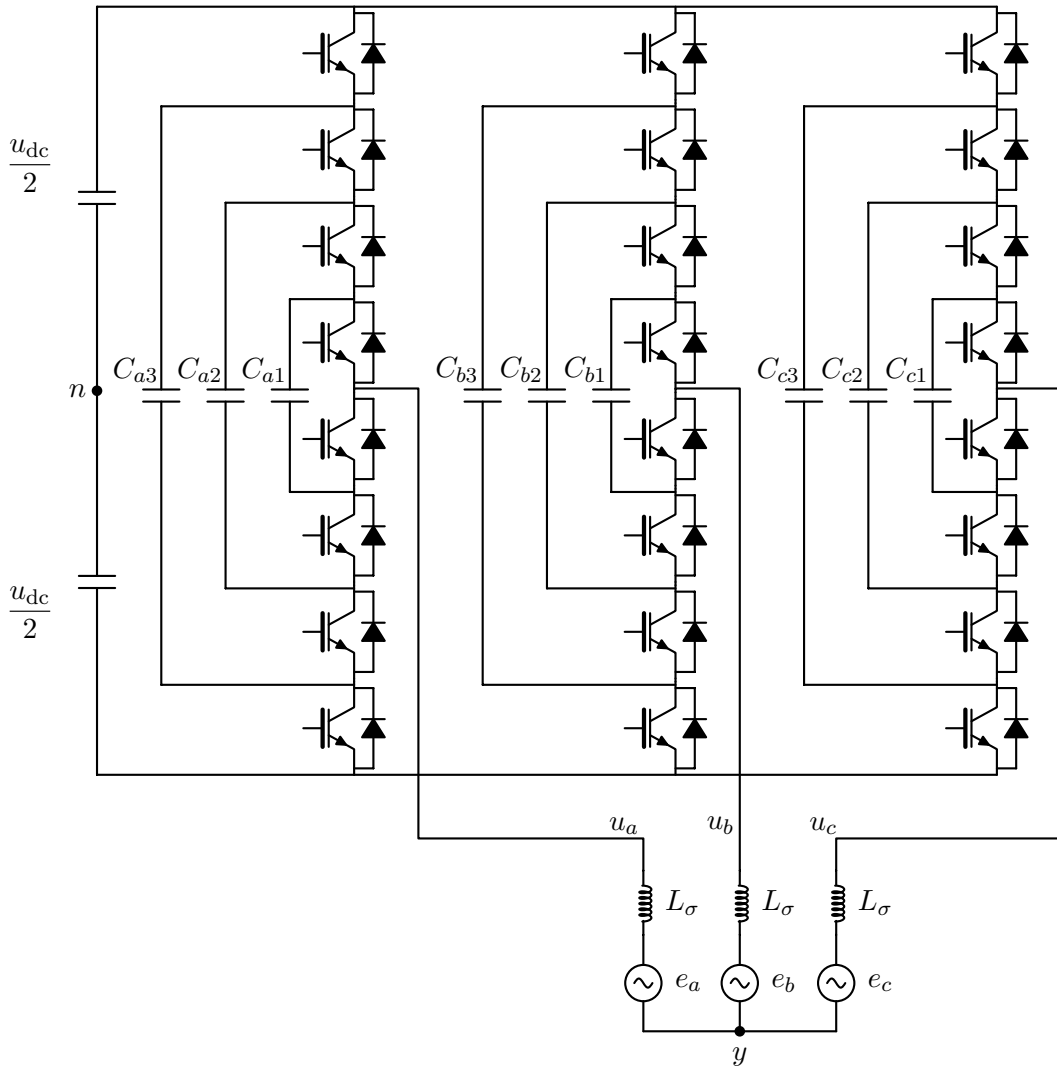 u_dc
2
C_a3 C_a2 C_a1 C_b3 C_b2 C_b1 C_c3 C_c2 C_c1
n
u_dc
2
u_a u_b u_c
L_σ L_σ L_σ
e_a e_b e_c
y